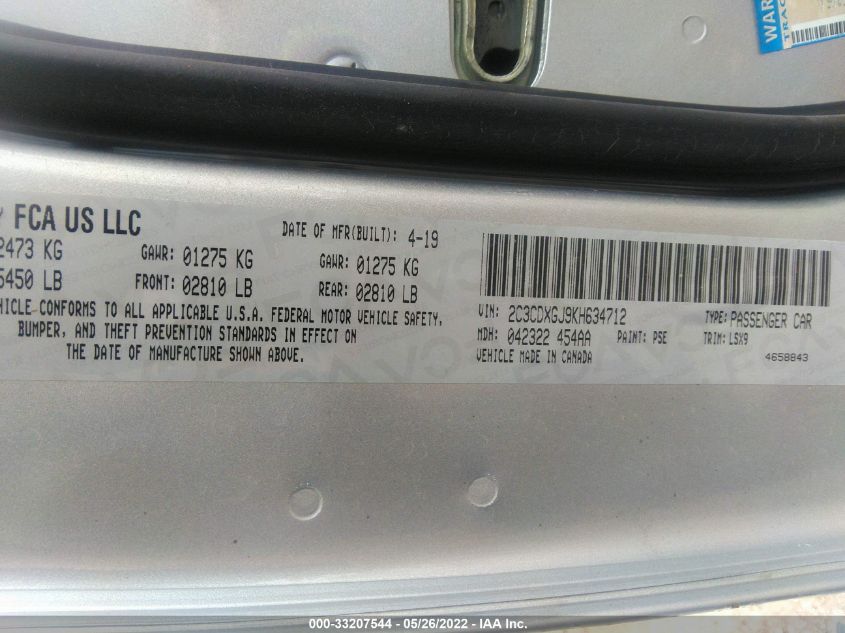 WAR
TRAC
FCA US LLC
DATE OF MFR(BUILT): 4-19
2473 KG GAWR: 01275 KG GAWR: 01275 KG
5450 LB FRONT: 02810 LB REAR: 02810 LB
VEHICLE CONFORMS TO ALL APPLICABLE U.S.A. FEDERAL MOTOR VEHICLE SAFETY,
BUMPER, AND THEFT PREVENTION STANDARDS IN EFFECT ON
THE DATE OF MANUFACTURE SHOWN ABOVE.
VIN: 2C3CDXGJ9KH634712 TYPE: PASSENGER CAR
MDH: 042322 454AA PAINT: PSE TRIM: LSX9
VEHICLE MADE IN CANADA 4658843
000-33207544 - 05/26/2022 - IAA Inc.